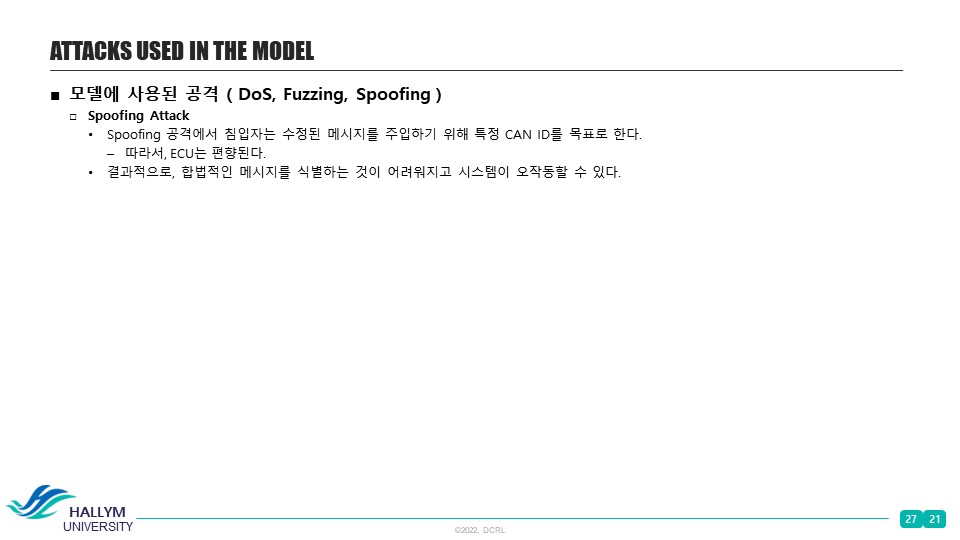 ATTACKS USED IN THE MODEL
■ 모델에 사용된 공격 ( DoS, Fuzzing, Spoofing )
□ Spoofing Attack
• Spoofing 공격에서 침입자는 수정된 메시지를 주입하기 위해 특정 CAN ID를 목표로 한다.
– 따라서, ECU는 편향된다.
• 결과적으로, 합법적인 메시지를 식별하는 것이 어려워지고 시스템이 오작동할 수 있다.
HALLYM
UNIVERSITY
©2022, DCRL
27 21